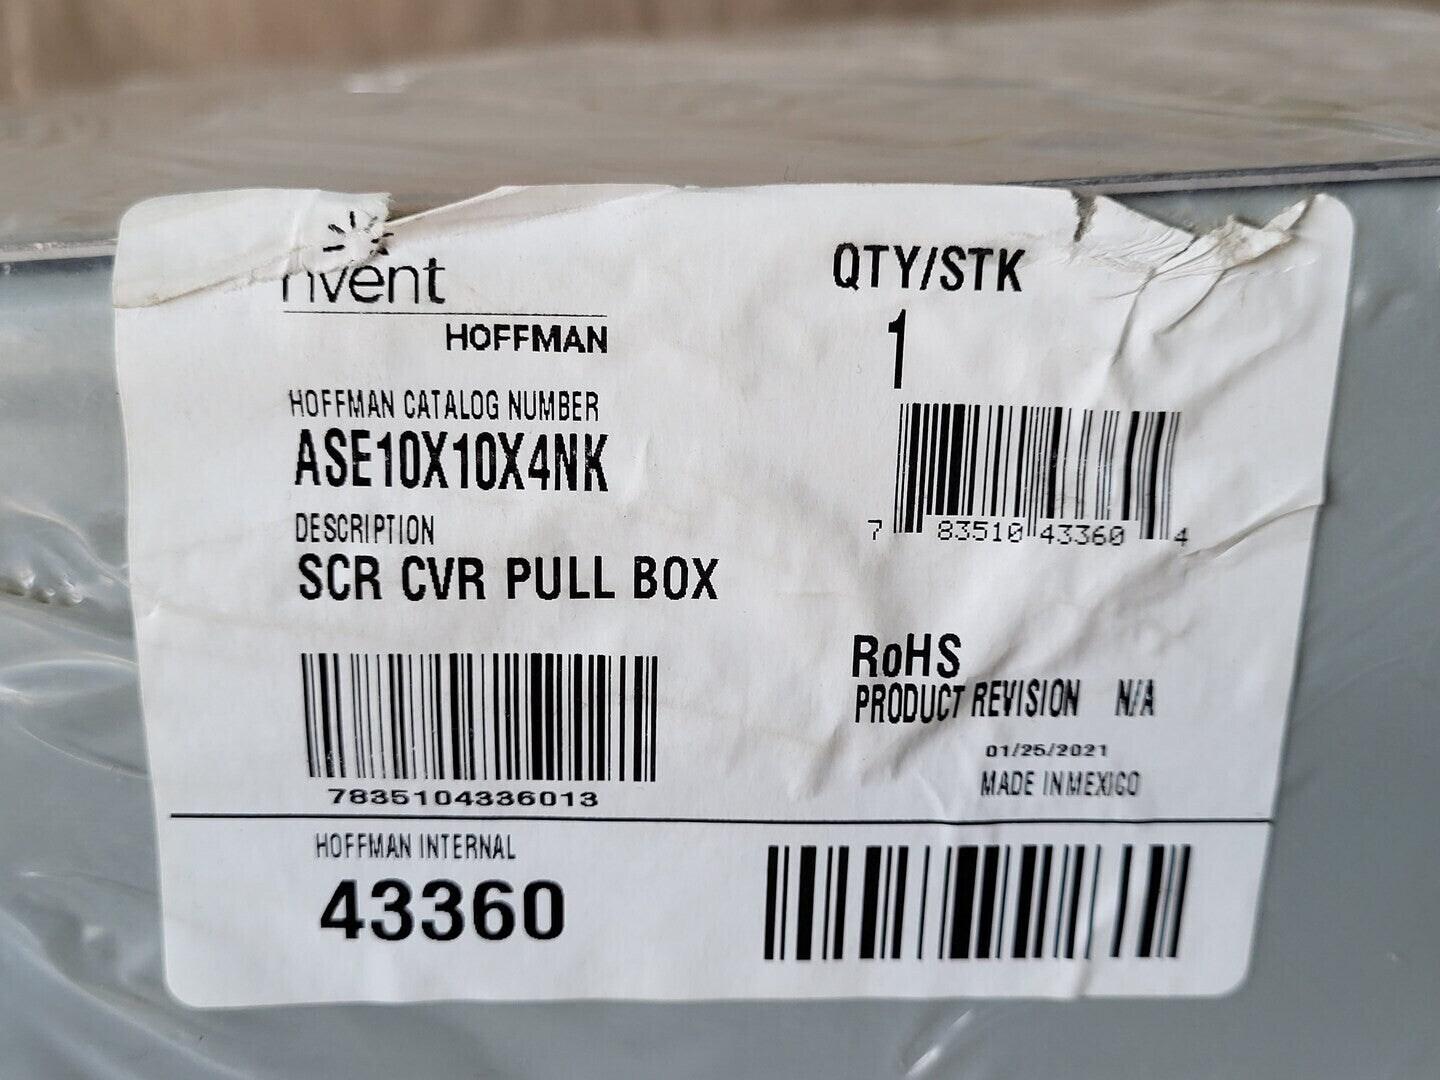 nvent
HOFFMAN
HOFFMAN CATALOG NUMBER
ASE10X10X4NK
DESCRIPTION
SCR CVR PULL BOX
7835104336013
QTY/STK
1
7 83510 43360 4
RoHS
PRODUCT REVISION N/A
01/25/2021
MADE IN MEXICO
HOFFMAN INTERNAL
43360